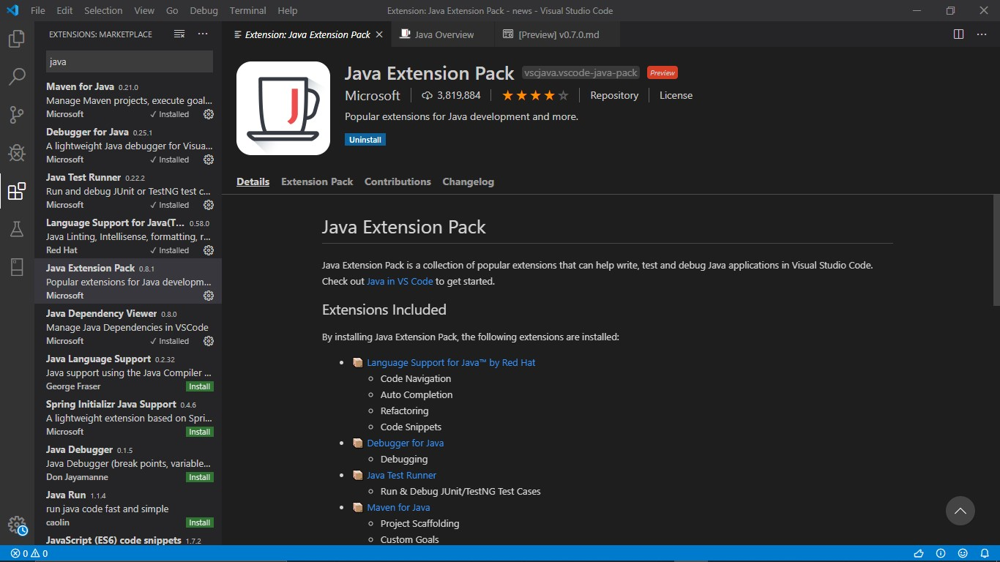 File Edit Selection View Go Debug Terminal Help Extension: Java Extension Pack - news - Visual Studio Code
EXTENSIONS: MARKETPLACE
java
Maven for Java 0.21.0
Manage Maven projects, execute goal...
Microsoft ✓ Installed
Debugger for Java 0.25.1
A lightweight Java debugger for Visua...
Microsoft ✓ Installed
Java Test Runner 0.22.2
Run and debug JUnit or TestNG test c...
Microsoft ✓ Installed
Language Support for Java(T... 0.58.0
Java Linting, Intellisense, formatting, r...
Red Hat ✓ Installed
Java Extension Pack 0.8.1
Popular extensions for Java developm...
Microsoft
Java Dependency Viewer 0.8.0
Manage Java Dependencies in VSCode
Microsoft ✓ Installed
Java Language Support 0.2.32
Java support using the Java Compiler ...
George Fraser Install
Spring Initializr Java Support 0.4.6
A lightweight extension based on Spri...
Microsoft Install
Java Debugger 0.1.5
Java Debugger (break points, variable...
Don Jayamanne Install
Java Run 1.1.4
run java code fast and simple
caolin Install
JavaScript (ES6) code snippets 1.7.2
Extension: Java Extension Pack Java Overview [Preview] v0.7.0.md
J
Java Extension Pack vscjava.vscode-java-pack Preview
Microsoft 3,819,884 Repository License
Popular extensions for Java development and more.
Uninstall
Details Extension Pack Contributions Changelog
Java Extension Pack
Java Extension Pack is a collection of popular extensions that can help write, test and debug Java applications in Visual Studio Code.
Check out Java in VS Code to get started.
Extensions Included
By installing Java Extension Pack, the following extensions are installed:
• Language Support for Java™ by Red Hat
◦ Code Navigation
◦ Auto Completion
◦ Refactoring
◦ Code Snippets
• Debugger for Java
◦ Debugging
• Java Test Runner
◦ Run & Debug JUnit/TestNG Test Cases
• Maven for Java
◦ Project Scaffolding
◦ Custom Goals
0 0